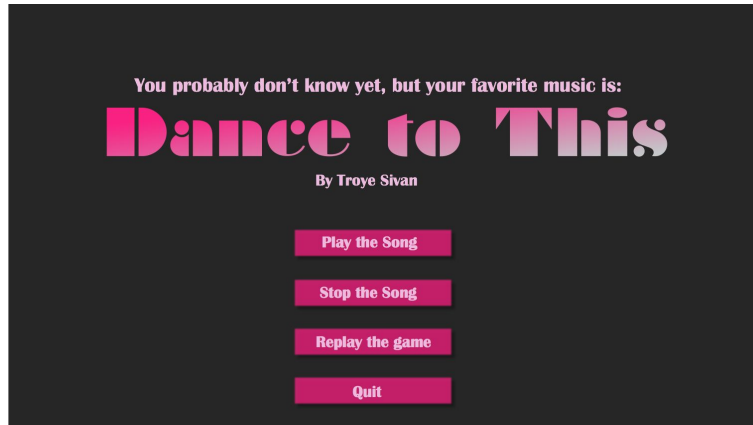 You probably don't know yet, but your favorite music is:
Dance to This
By Troye Sivan
Play the Song
Stop the Song
Replay the game
Quit